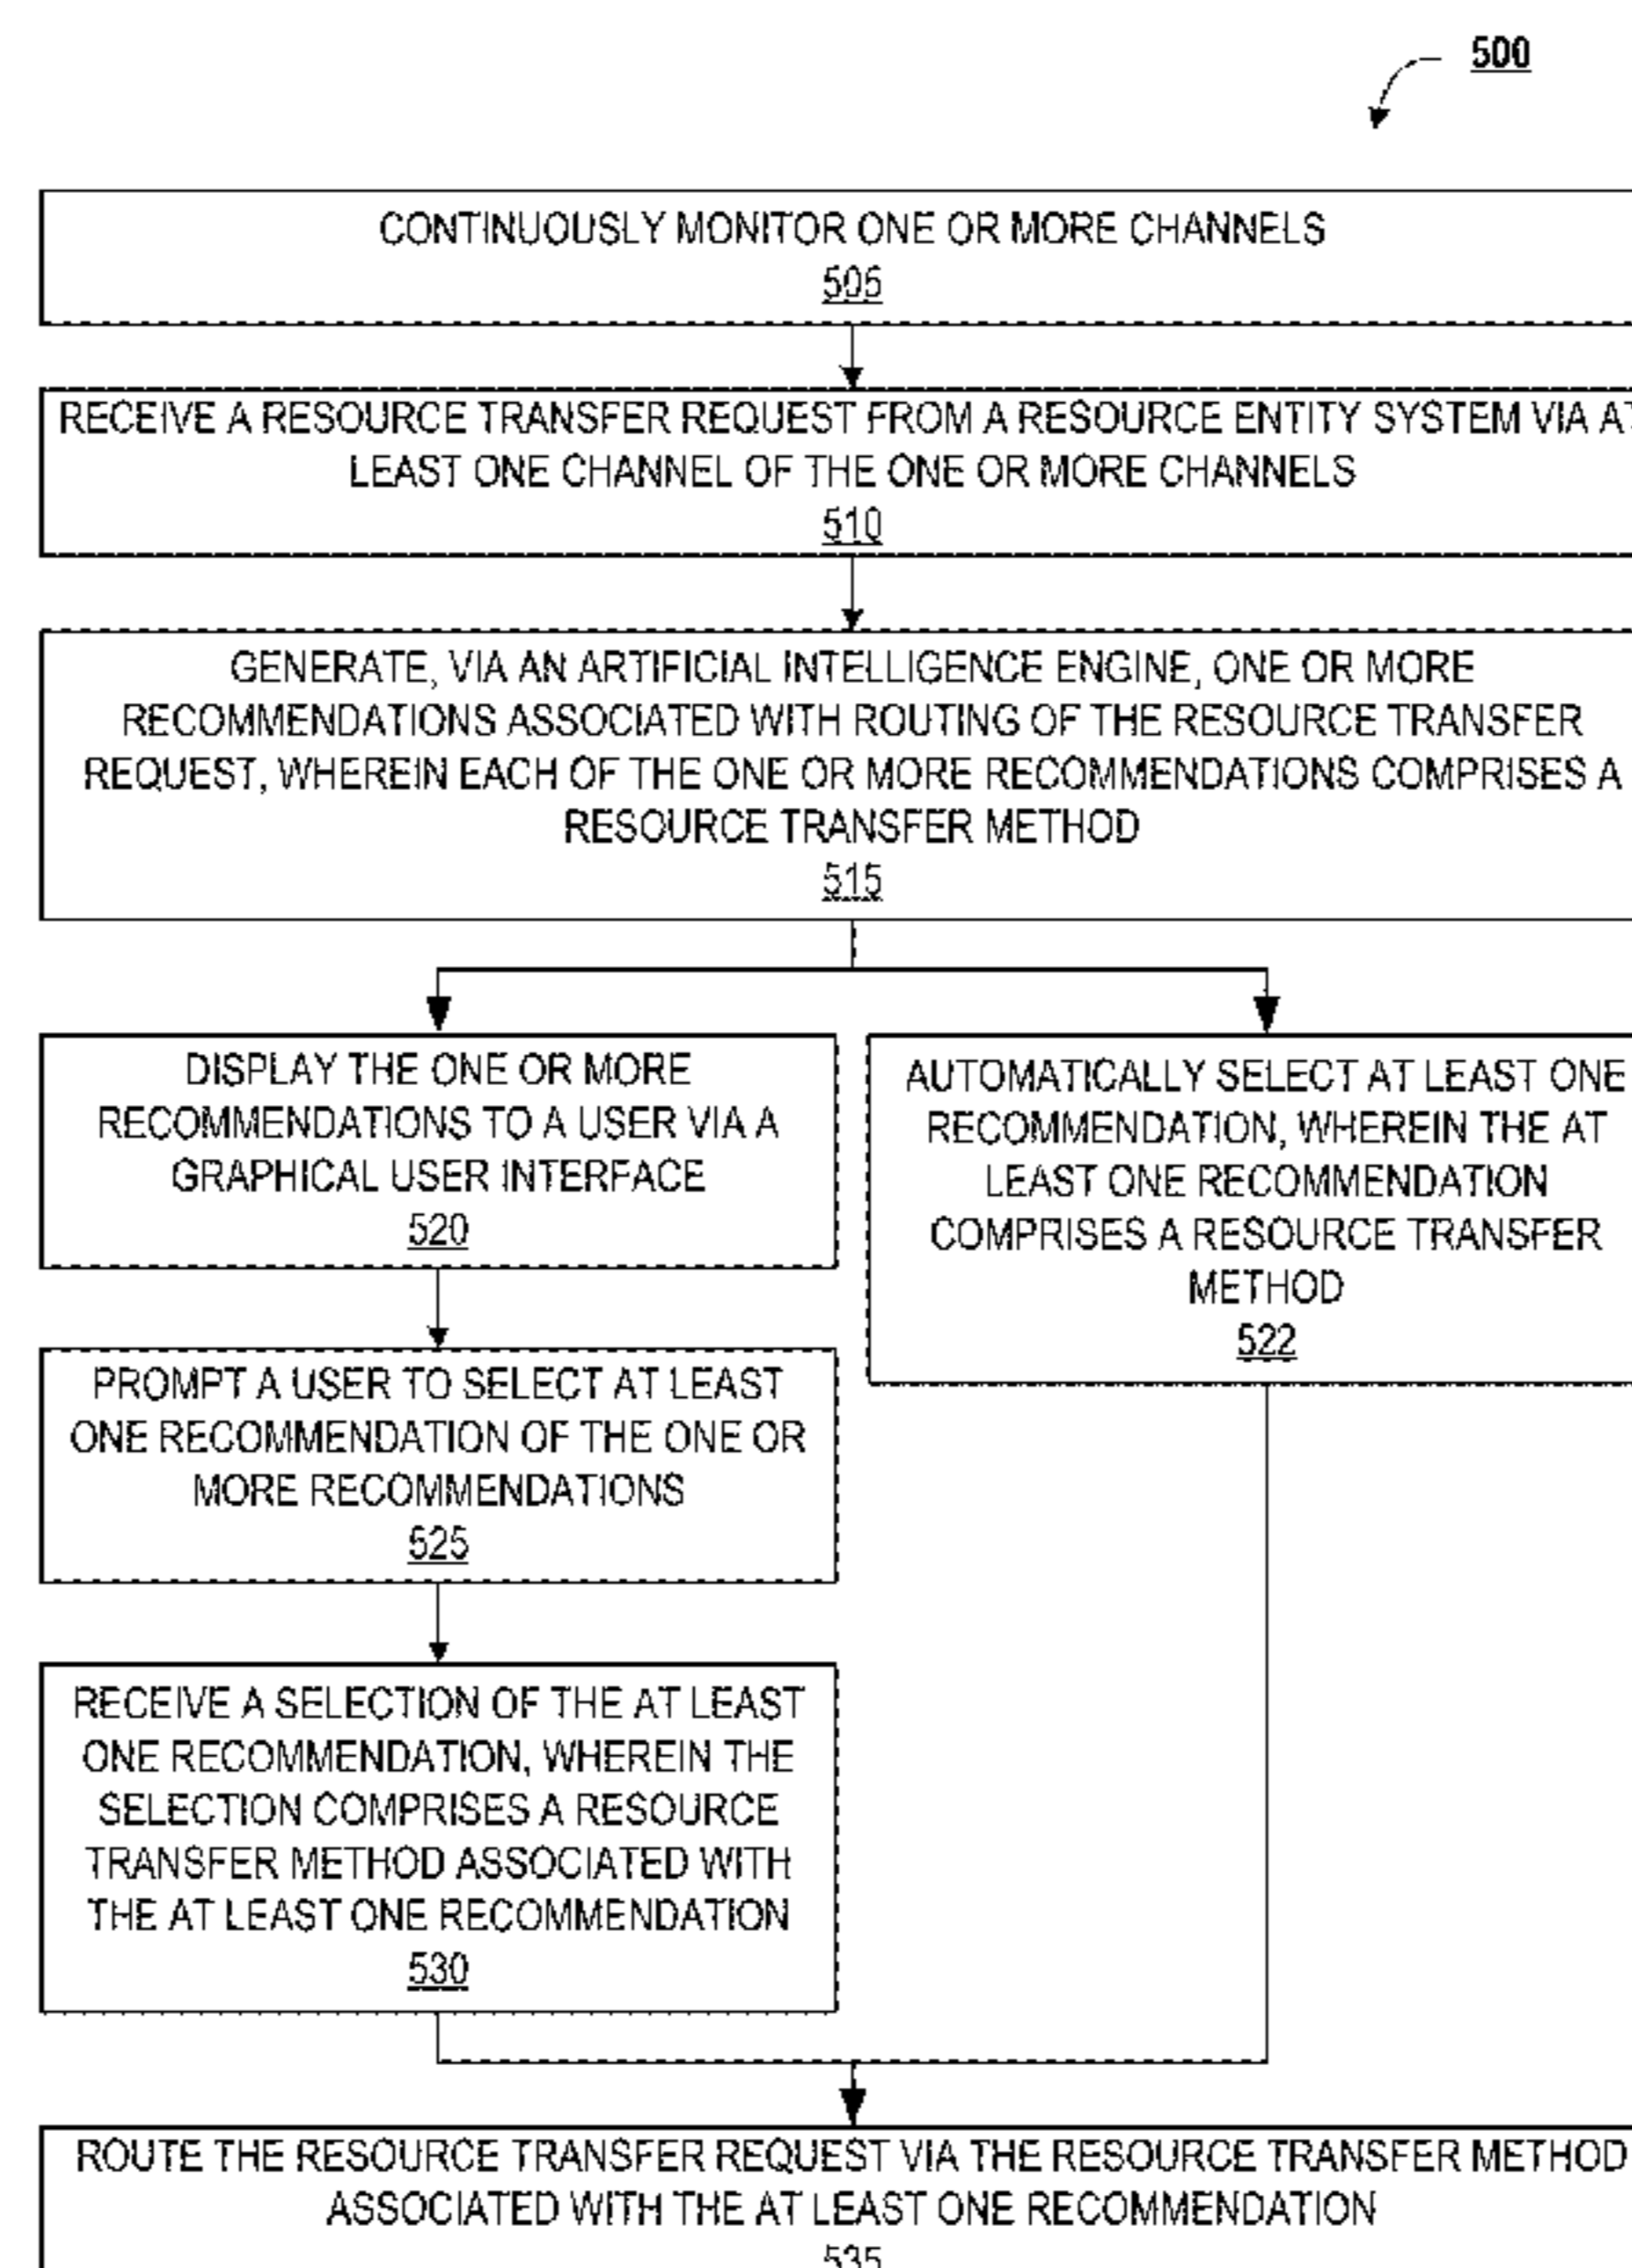 500
CONTINUOUSLY MONITOR ONE OR MORE CHANNELS
505
RECEIVE A RESOURCE TRANSFER REQUEST FROM A RESOURCE ENTITY SYSTEM VIA AT
LEAST ONE CHANNEL OF THE ONE OR MORE CHANNELS
510
GENERATE, VIA AN ARTIFICIAL INTELLIGENCE ENGINE, ONE OR MORE
RECOMMENDATIONS ASSOCIATED WITH ROUTING OF THE RESOURCE TRANSFER
REQUEST, WHEREIN EACH OF THE ONE OR MORE RECOMMENDATIONS COMPRISES A
RESOURCE TRANSFER METHOD
515
DISPLAY THE ONE OR MORE
RECOMMENDATIONS TO A USER VIA A
GRAPHICAL USER INTERFACE
520
AUTOMATICALLY SELECT AT LEAST ONE
RECOMMENDATION, WHEREIN THE AT
LEAST ONE RECOMMENDATION
COMPRISES A RESOURCE TRANSFER
METHOD
522
PROMPT A USER TO SELECT AT LEAST
ONE RECOMMENDATION OF THE ONE OR
MORE RECOMMENDATIONS
525
RECEIVE A SELECTION OF THE AT LEAST
ONE RECOMMENDATION, WHEREIN THE
SELECTION COMPRISES A RESOURCE
TRANSFER METHOD ASSOCIATED WITH
THE AT LEAST ONE RECOMMENDATION
530
ROUTE THE RESOURCE TRANSFER REQUEST VIA THE RESOURCE TRANSFER METHOD
ASSOCIATED WITH THE AT LEAST ONE RECOMMENDATION
535